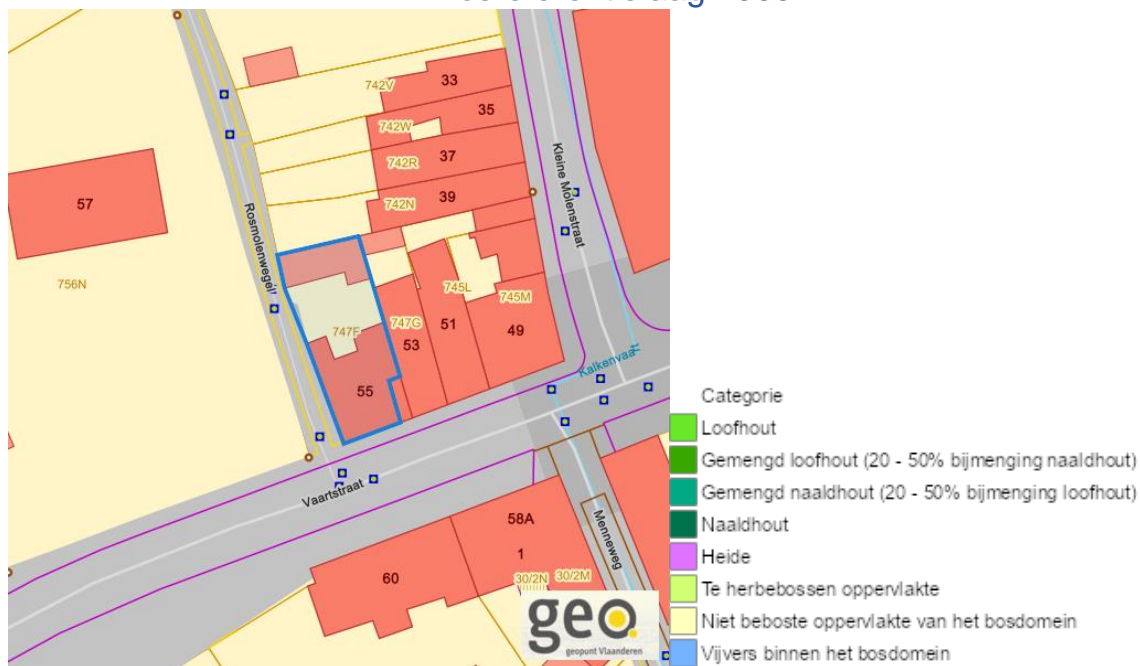 742V
33
742W
35
742R
37
742N
39
57
Rosmolenwegel
Kleine Molenstraat
756N
745L
745M
747F
747G
53
51
49
55
Kalkenvaart
Vaartstraat
58A
1
60
30/2N
30/2M
Menneweg
geo.
geopunt Vlaanderen
Categorie
Loofhout
Gemengd loofhout (20 - 50% bijmenging naaldhout)
Gemengd naaldhout (20 - 50% bijmenging loofhout)
Naaldhout
Heide
Te herbebossen oppervlakte
Niet beboste oppervlakte van het bosdomein
Vijvers binnen het bosdomein